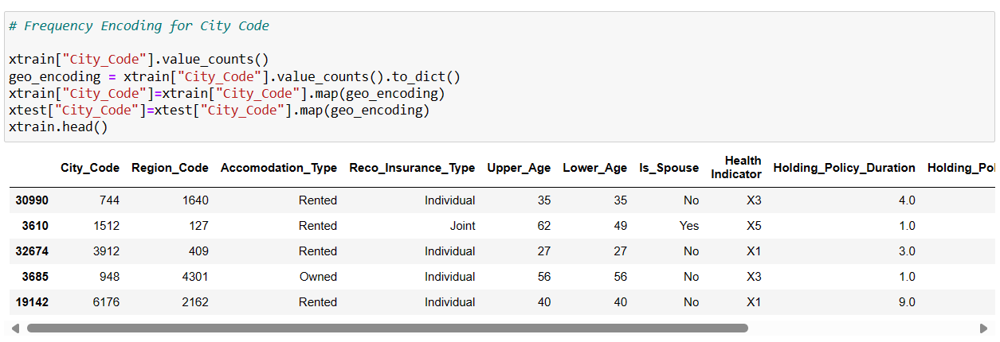 # Frequency Encoding for City Code
xtrain["City_Code"].value_counts()
geo_encoding = xtrain["City_Code"].value_counts().to_dict()
xtrain["City_Code"]=xtrain["City_Code"].map(geo_encoding)
xtest["City_Code"]=xtest["City_Code"].map(geo_encoding)
xtrain.head()
City_Code Region_Code Accomodation_Type Reco_Insurance_Type Upper_Age Lower_Age Is_Spouse Health Indicator Holding_Policy_Duration Holding_Pol
30990 744 1640 Rented Individual 35 35 No X3 4.0
3610 1512 127 Rented Joint 62 49 Yes X5 1.0
32674 3912 409 Rented Individual 27 27 No X1 3.0
3685 948 4301 Owned Individual 56 56 No X3 1.0
19142 6176 2162 Rented Individual 40 40 No X1 9.0